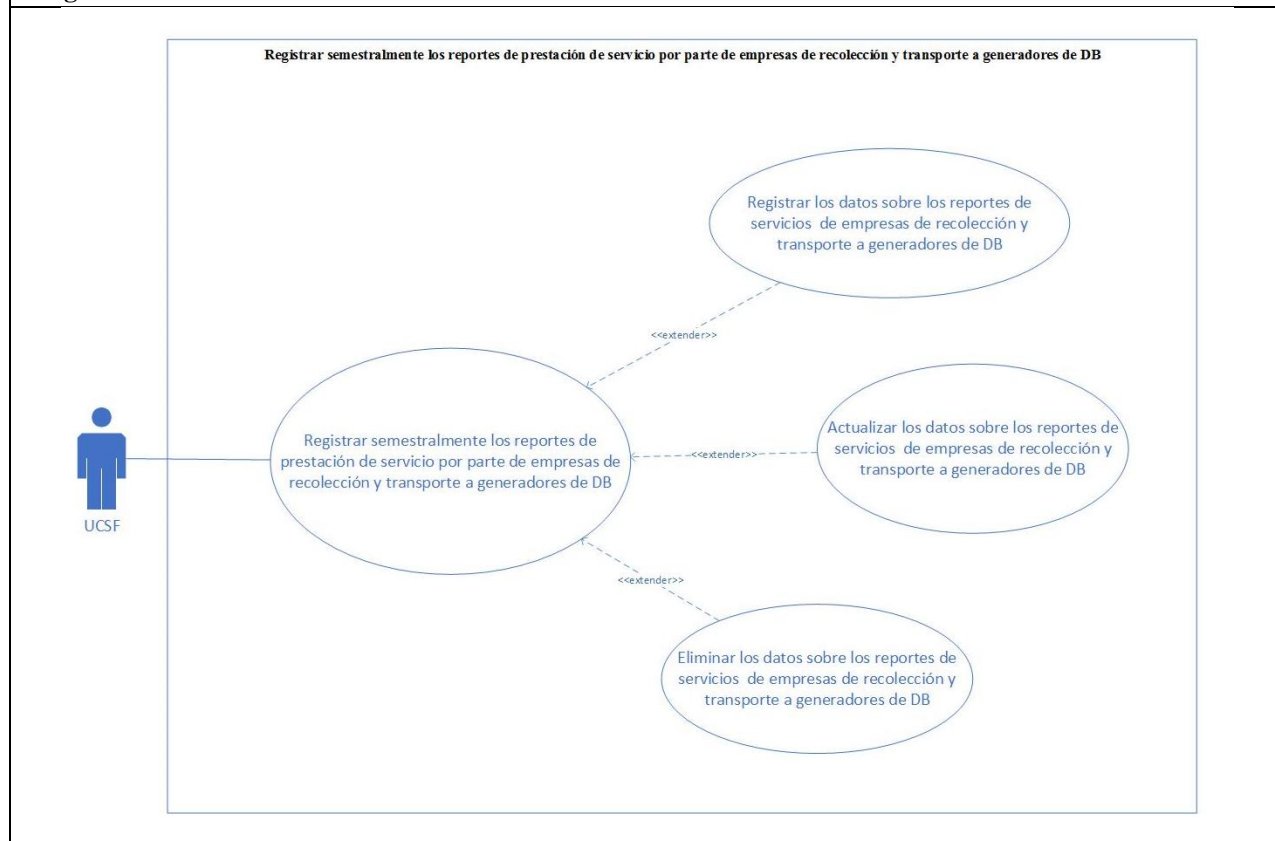 Registrar semestralmente los reportes de prestación de servicio por parte de empresas de recolección y transporte a generadores de DB
Registrar los datos sobre los reportes de
servicios de empresas de recolección y
transporte a generadores de DB
<<extender>>
Registrar semestralmente los reportes de
prestación de servicio por parte de empresas de
recolección y transporte a generadores de DB
Actualizar los datos sobre los reportes de
servicios de empresas de recolección y
transporte a generadores de DB
<<extender>>
UCSF
<<extender>>
Eliminar los datos sobre los reportes de
servicios de empresas de recolección y
transporte a generadores de DB